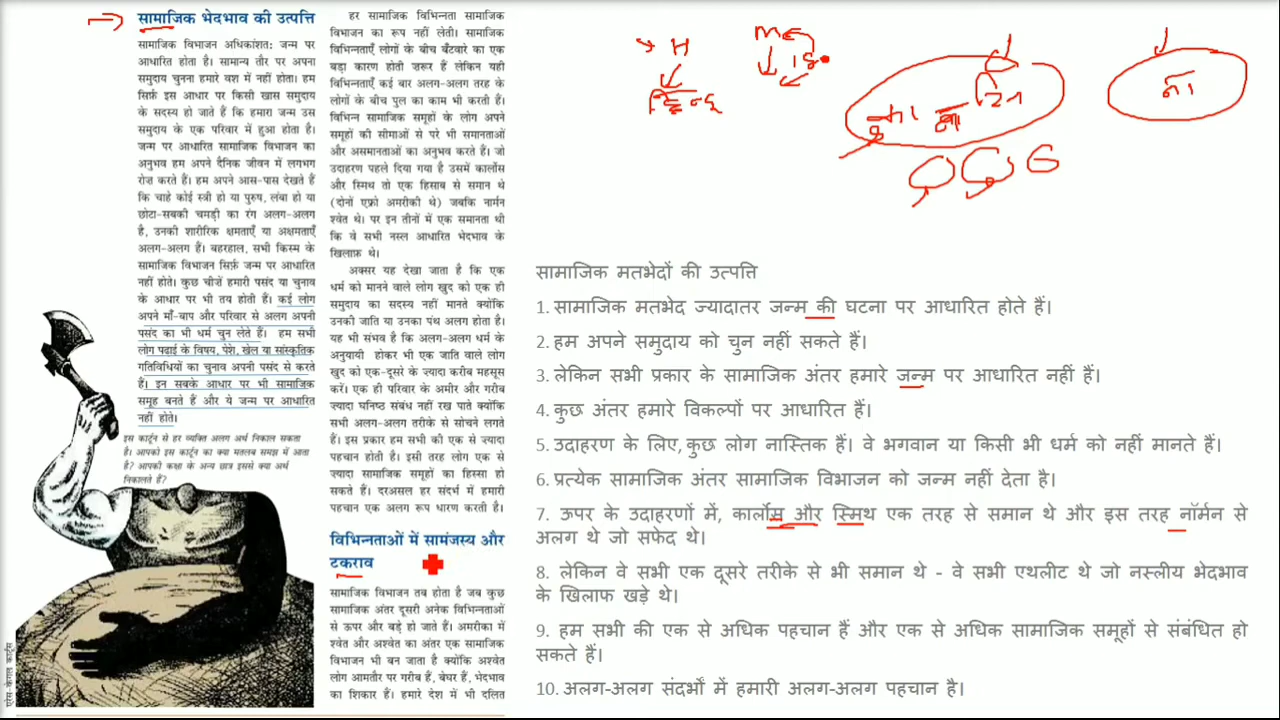 सामाजिक भेदभाव की उत्पत्ति
सामाजिक विभाजन अधिकांशत: जन्म पर
आधारित होता है। सामान्य तौर पर अपना
समुदाय चुनना हमारे वश में नहीं होता। हम
सिर्फ़ इस आधार पर किसी खास समुदाय
के सदस्य हो जाते हैं कि हमारा जन्म उस
समुदाय के एक परिवार में हुआ होता है।
जन्म पर आधारित सामाजिक विभाजन का
अनुभव हम अपने दैनिक जीवन में लगभग
रोज़ करते हैं। हम अपने आस-पास देखते हैं
कि चाहे कोई स्त्री हो या पुरुष, लंबा हो या
छोटा-सबकी चमड़ी का रंग अलग-अलग
है, उनकी शारीरिक क्षमताएँ या अक्षमताएँ
अलग-अलग हैं। बहरहाल, सभी किस्म के
सामाजिक विभाजन सिर्फ़ जन्म पर आधारित
नहीं होते। कुछ चीजें हमारी पसंद या चुनाव
के आधार पर भी तय होती हैं। कई लोग
अपने माँ-बाप और परिवार से अलग अपनी
पसंद का भी धर्म चुन लेते हैं। हम सभी
लोग पढ़ाई के विषय, पेशे, खेल या सांस्कृतिक
गतिविधियों का चुनाव अपनी पसंद से करते
हैं। इन सबके आधार पर भी सामाजिक
समूह बनते हैं और ये जन्म पर आधारित
नहीं होते।
इस कार्टून से हर व्यक्ति अलग अर्थ निकाल सकता
है। आपको इस कार्टून का क्या मतलब समझ में आता
है? आपकी कक्षा के अन्य छात्र इससे क्या अर्थ
निकालते हैं?
हर सामाजिक विभिन्नता सामाजिक
विभाजन का रूप नहीं लेती। सामाजिक
विभिन्नताएँ लोगों के बीच बँटवारे का एक
बड़ा कारण होती ज़रूर हैं लेकिन यही
विभिन्नताएँ कई बार अलग-अलग तरह के
लोगों के बीच पुल का काम भी करती हैं।
विभिन्न सामाजिक समूहों के लोग अपने
समूहों की सीमाओं से परे भी समानताओं
और असमानताओं का अनुभव करते हैं। जो
उदाहरण पहले दिया गया है उसमें कार्लोस
और स्मिथ तो एक हिसाब से समान थे
(दोनों एफ्रो अमरीकी थे) जबकि नार्मन
श्वेत थे। पर इन तीनों में एक समानता थी
कि वे सभी नस्ल आधारित भेदभाव के
खिलाफ़ थे।
अक्सर यह देखा जाता है कि एक
धर्म को मानने वाले लोग खुद को एक ही
समुदाय का सदस्य नहीं मानते क्योंकि
उनकी जाति या उनका पंथ अलग होता है।
यह भी संभव है कि अलग-अलग धर्म के
अनुयायी होकर भी एक जाति वाले लोग
खुद को एक-दूसरे के ज्यादा करीब महसूस
करें। एक ही परिवार के अमीर और गरीब
ज्यादा घनिष्ठ संबंध नहीं रख पाते क्योंकि
सभी अलग-अलग तरीके से सोचने लगते
हैं। इस प्रकार हम सभी की एक से ज्यादा
पहचान होती है। इसी तरह लोग एक से
ज्यादा सामाजिक समूहों का हिस्सा हो
सकते हैं। दरअसल हर संदर्भ में हमारी
पहचान एक अलग रूप धारण करती है।
विभिन्नताओं में सामंजस्य और
टकराव
सामाजिक विभाजन तब होता है जब कुछ
सामाजिक अंतर दूसरी अनेक विभिन्नताओं
से ऊपर और बड़े हो जाते हैं। अमरीका में
श्वेत और अश्वेत का अंतर एक सामाजिक
विभाजन भी बन जाता है क्योंकि अश्वेत
लोग आमतौर पर गरीब हैं, बेघर हैं, भेदभाव
का शिकार हैं। हमारे देश में भी दलित
H
सामाजिक मतभेदों की उत्पत्ति
1. सामाजिक मतभेद ज्यादातर जन्म की घटना पर आधारित होते हैं।
2. हम अपने समुदाय को चुन नहीं सकते हैं।
3. लेकिन सभी प्रकार के सामाजिक अंतर हमारे जन्म पर आधारित नहीं हैं।
4. कुछ अंतर हमारे विकल्पों पर आधारित हैं।
5. उदाहरण के लिए, कुछ लोग नास्तिक हैं। वे भगवान या किसी भी धर्म को नहीं मानते हैं।
6. प्रत्येक सामाजिक अंतर सामाजिक विभाजन को जन्म नहीं देता है।
7. ऊपर के उदाहरणों में, कार्लोस और स्मिथ एक तरह से समान थे और इस तरह नॉर्मन से
अलग थे जो सफेद थे।
8. लेकिन वे सभी एक दूसरे तरीके से भी समान थे - वे सभी एथलीट थे जो नस्लीय भेदभाव
के खिलाफ खड़े थे।
9. हम सभी की एक से अधिक पहचान हैं और एक से अधिक सामाजिक समूहों से संबंधित हो
सकते हैं।
10. अलग-अलग संदर्भों में हमारी अलग-अलग पहचान है।